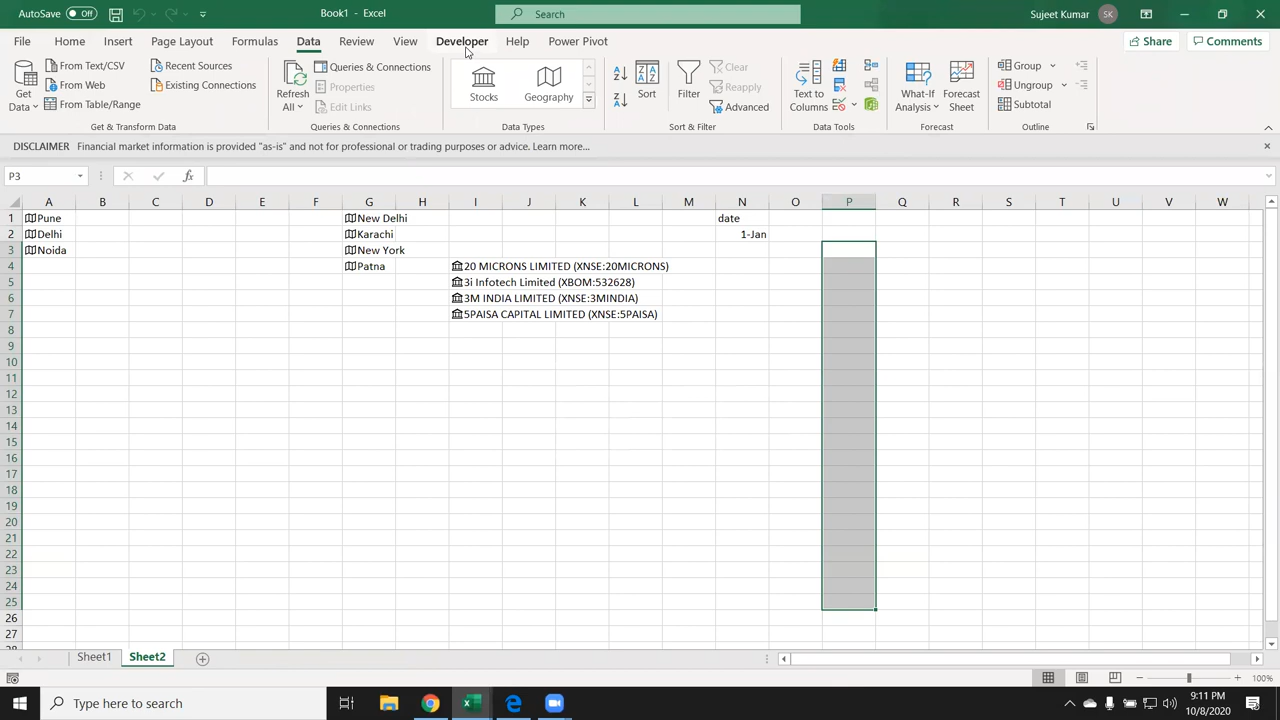 AutoSave Off Book1 - Excel Search Sujeet Kumar SK
File Home Insert Page Layout Formulas Data Review View Developer Help Power Pivot Share Comments
Get Data From Text/CSV From Web From Table/Range Recent Sources Existing Connections
Get & Transform Data
Refresh All Queries & Connections Properties Edit Links
Queries & Connections
Stocks Geography
Data Types
Sort Filter Clear Reapply Advanced
Sort & Filter
Text to Columns
Data Tools
What-If Analysis Forecast Sheet
Forecast
Group Ungroup Subtotal
Outline
DISCLAIMER Financial market information is provided "as-is" and not for professional or trading purposes or advice. Learn more...
P3 fx
A B C D E F G H I J K L M N O P Q R S T U V W
1 Pune New Delhi date
2 Delhi Karachi 1-Jan
3 Noida New York
4 Patna 20 MICRONS LIMITED (XNSE:20MICRONS)
5 3i Infotech Limited (XBOM:532628)
6 3M INDIA LIMITED (XNSE:3MINDIA)
7 5PAISA CAPITAL LIMITED (XNSE:5PAISA)
8
9
10
11
12
13
14
15
16
17
18
19
20
21
22
23
24
25
26
27
28
Sheet1 Sheet2
100%
Type here to search 9:11 PM
10/8/2020